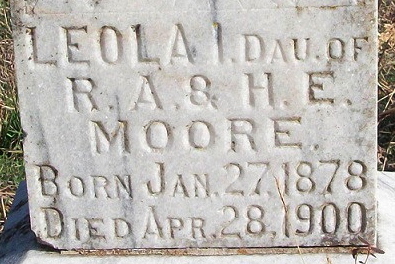 LEOLA I. DAU. OF
R. A. & H. E.
MOORE.
BORN JAN. 27, 1878
DIED APR. 28, 1900